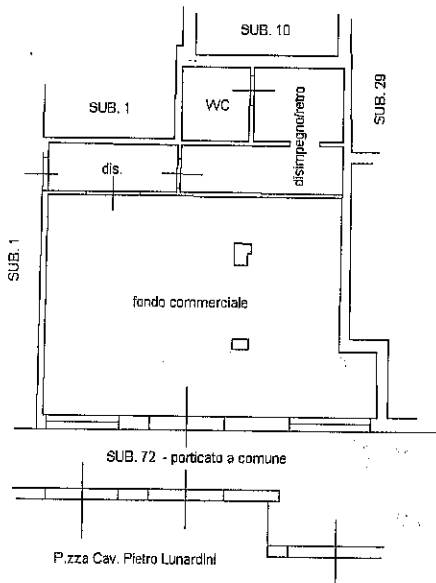 SUB. 10
SUB. 1
WC
disimpegno/retro
SUB. 29
dis.
SUB. 1
fondo commerciale
SUB. 72 - porticato a comune
P.zza Cav. Pietro Lunardini